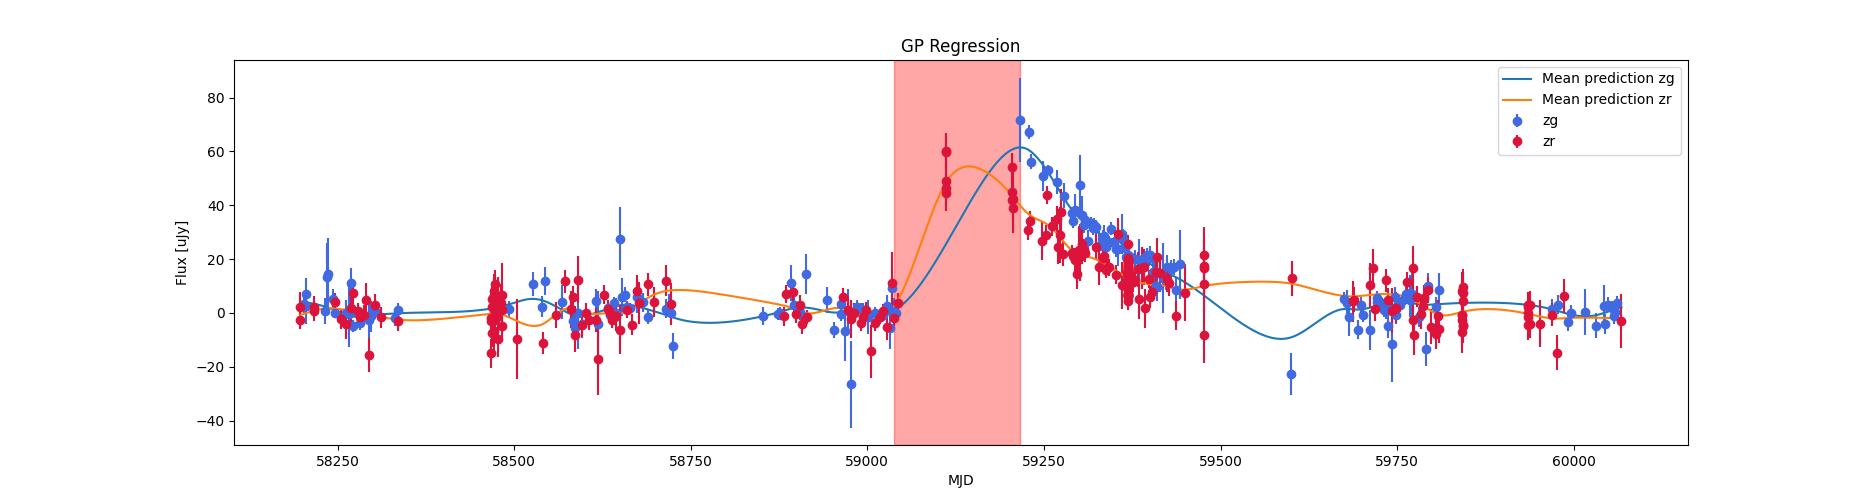 GP Regression
Mean prediction zg
Mean prediction zr
zg
zr
Flux [uJy]
80
60
40
20
0
−20
−40
58250
58500
58750
59000
59250
59500
59750
60000
MJD